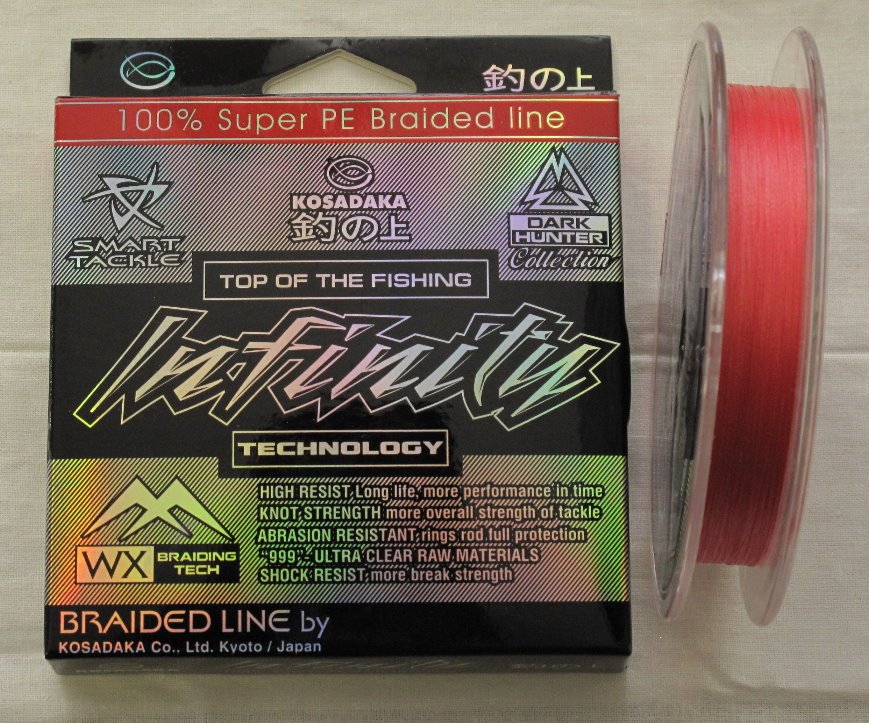 釣の上
100% Super PE Braided line
SMART
TACKLE
KOSADAKA
釣の上
DARK
HUNTER
Collection
TOP OF THE FISHING
Infinity
TECHNOLOGY
WX BRAIDING
TECH
HIGH RESIST, Long life, more performance in time
KNOT STRENGTH more overall strength of tackle
ABRASION RESISTANT rings rod full protection
"999" - ULTRA CLEAR RAW MATERIALS
SHOCK RESIST, more break strength
BRAIDED LINE by
KOSADAKA Co., Ltd. Kyoto / Japan